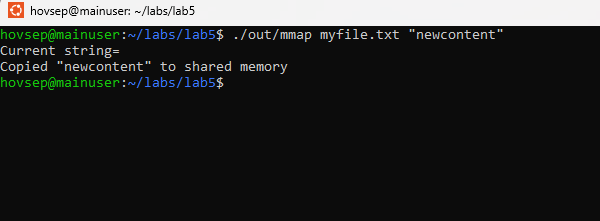 hovsep@mainuser: ~/labs/lab5
hovsep@mainuser:~/labs/lab5$ ./out/mmap myfile.txt "newcontent"
Current string=
Copied "newcontent" to shared memory
hovsep@mainuser:~/labs/lab5$